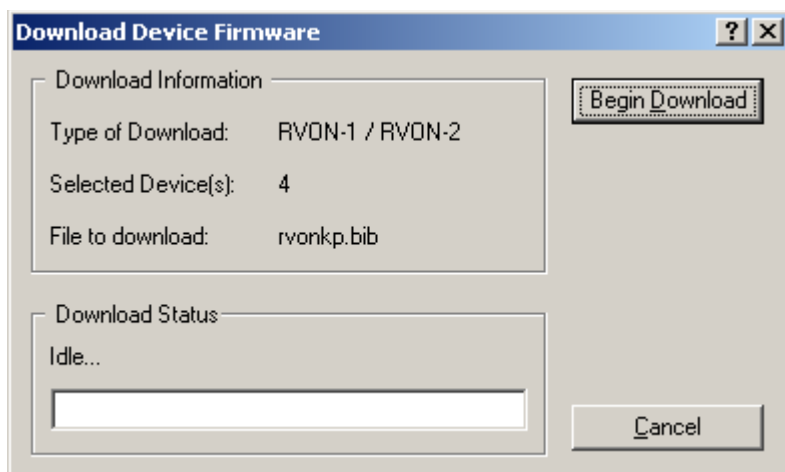 Download Device Firmware
Download Information
Type of Download: RVON-1 / RVON-2
Selected Device(s): 4
File to download: rvonkp.bib
Begin Download
Download Status
Idle...
Cancel